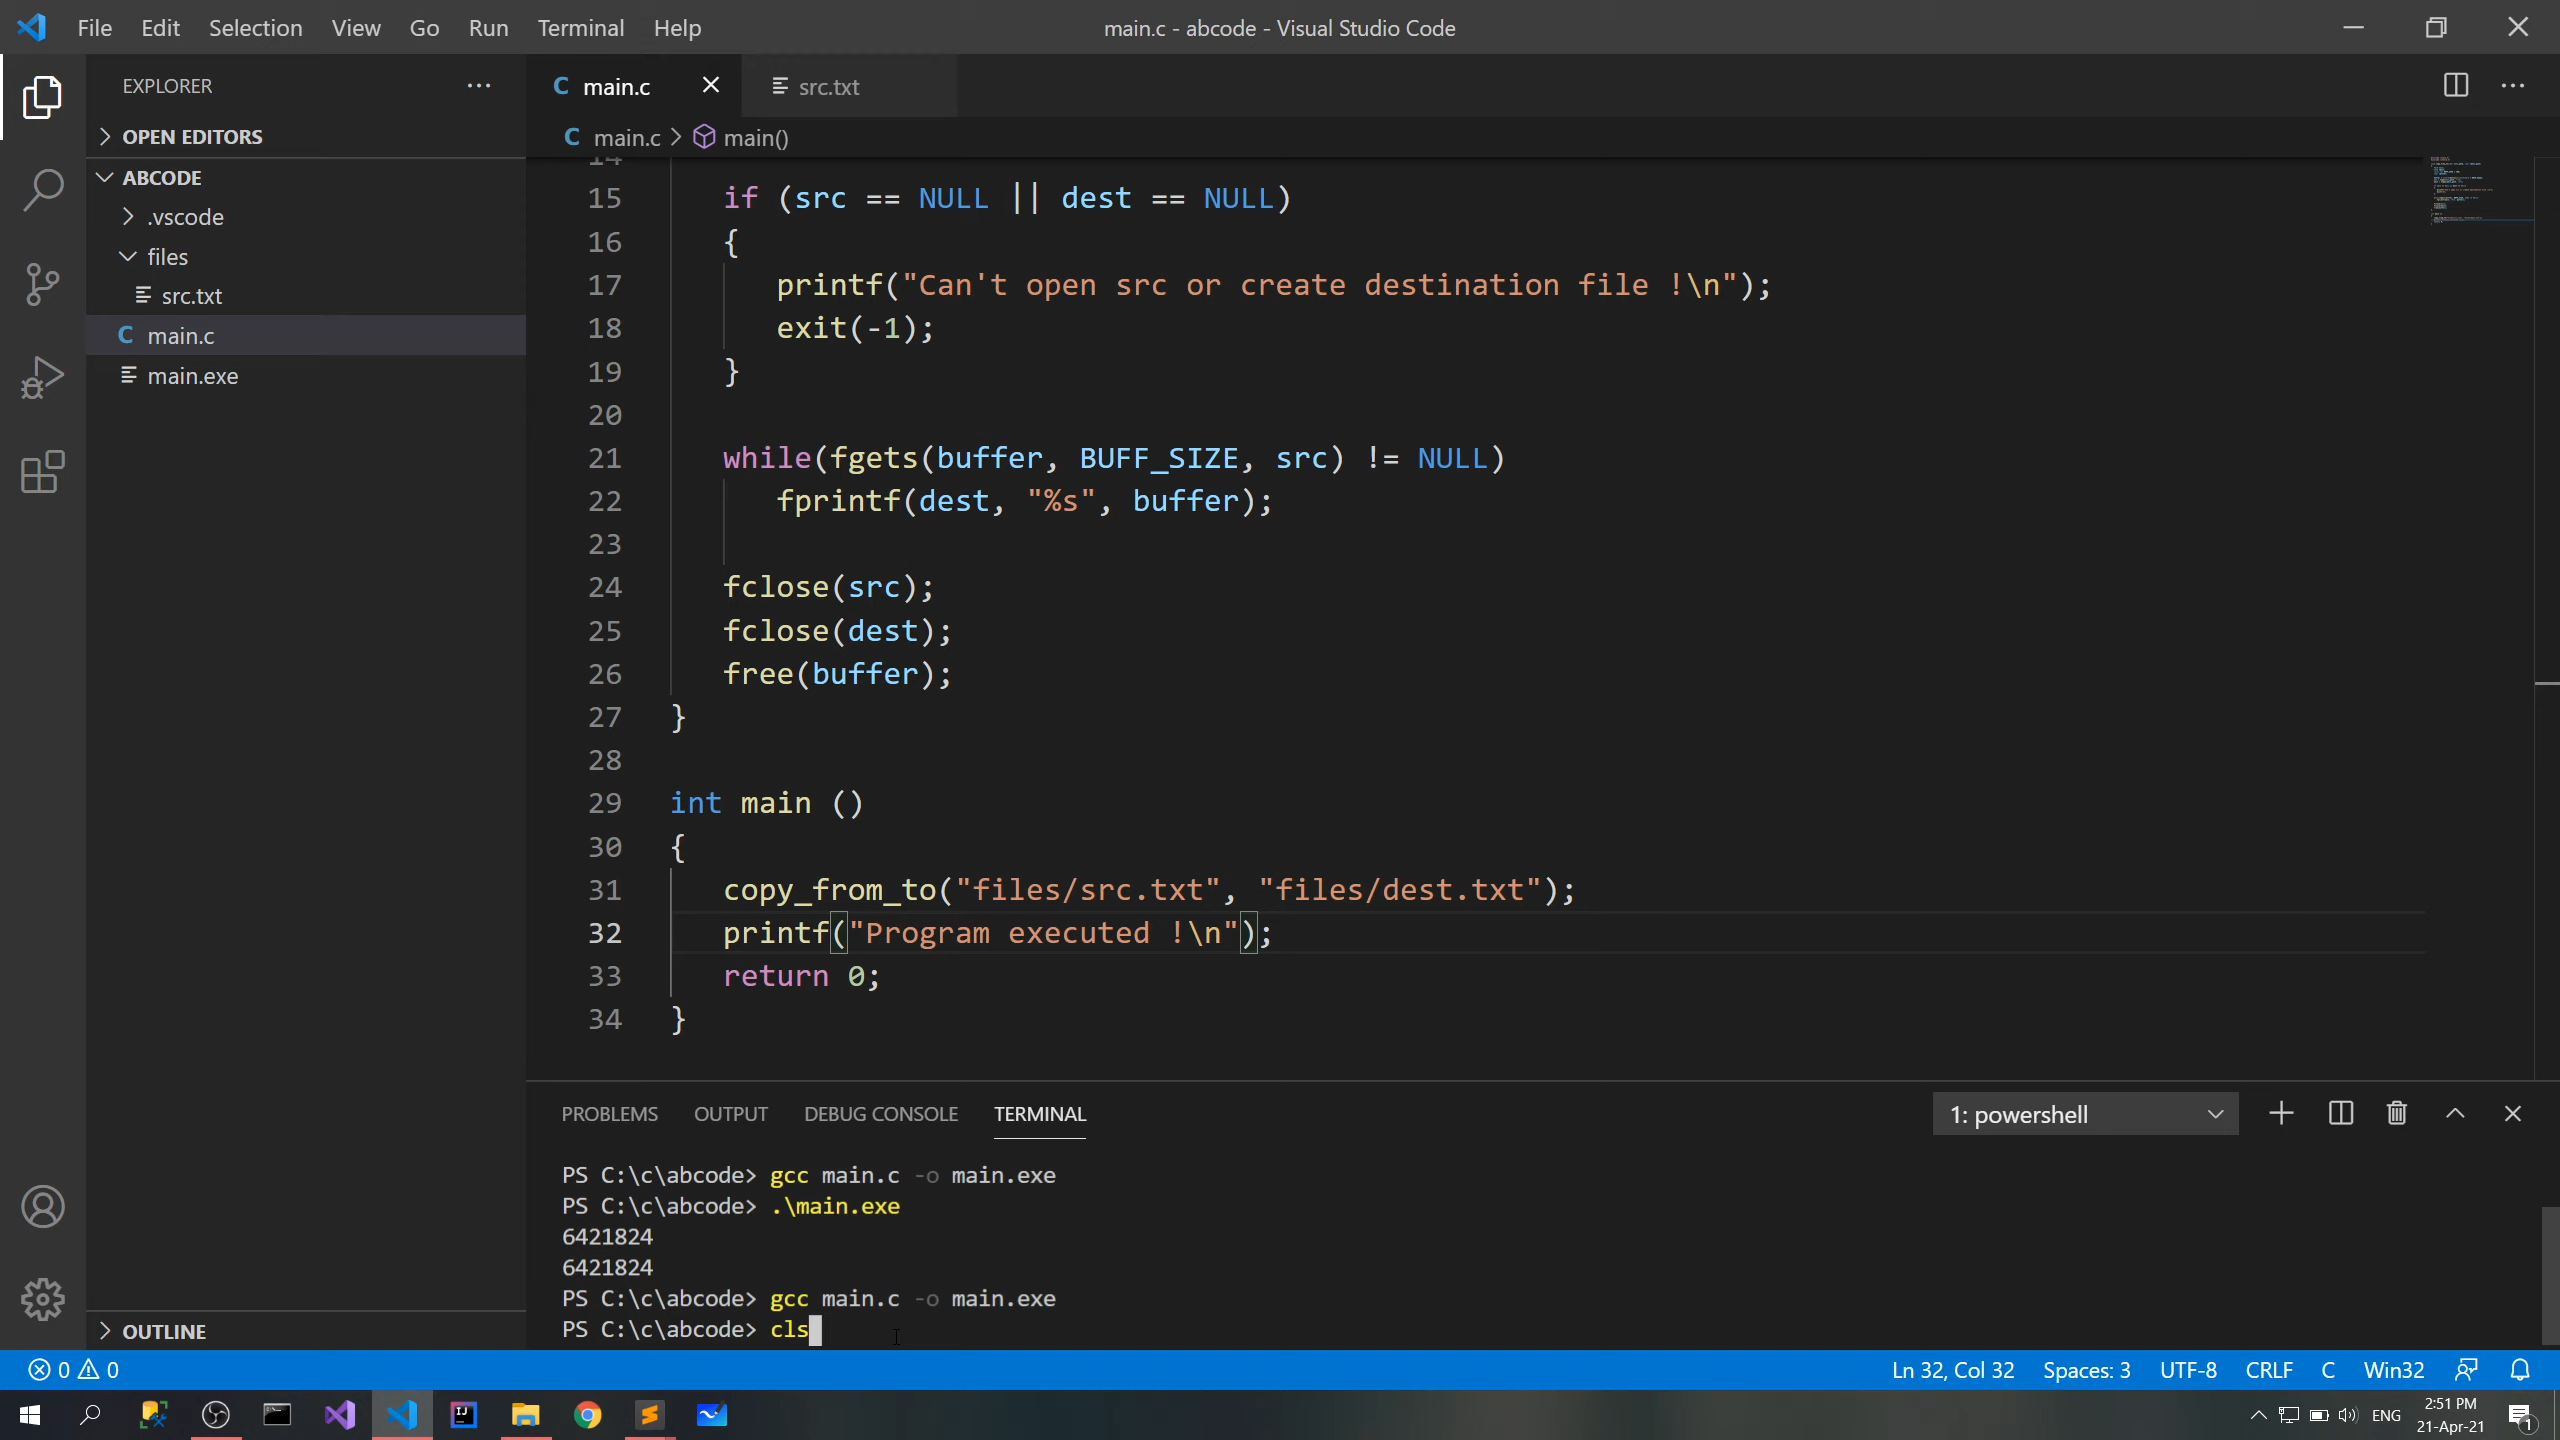 File Edit Selection View Go Run Terminal Help
main.c - abcode - Visual Studio Code
EXPLORER
OPEN EDITORS
ABCODE
.vscode
files
src.txt
C main.c
main.exe
OUTLINE
C main.c
src.txt
C main.c > main()
14
15 if (src == NULL || dest == NULL)
16 {
17 printf("Can't open src or create destination file !\n");
18 exit(-1);
19 }
20
21 while(fgets(buffer, BUFF_SIZE, src) != NULL)
22 fprintf(dest, "%s", buffer);
23
24 fclose(src);
25 fclose(dest);
26 free(buffer);
27 }
28
29 int main ()
30 {
31 copy_from_to("files/src.txt", "files/dest.txt");
32 printf("Program executed !\n");
33 return 0;
34 }
PROBLEMS OUTPUT DEBUG CONSOLE TERMINAL
1: powershell
PS C:\c\abcode> gcc main.c -o main.exe
PS C:\c\abcode> .\main.exe
6421824
6421824
PS C:\c\abcode> gcc main.c -o main.exe
PS C:\c\abcode> cls
0 0
Ln 32, Col 32 Spaces: 3 UTF-8 CRLF C Win32
ENG
2:51 PM
21-Apr-21
1